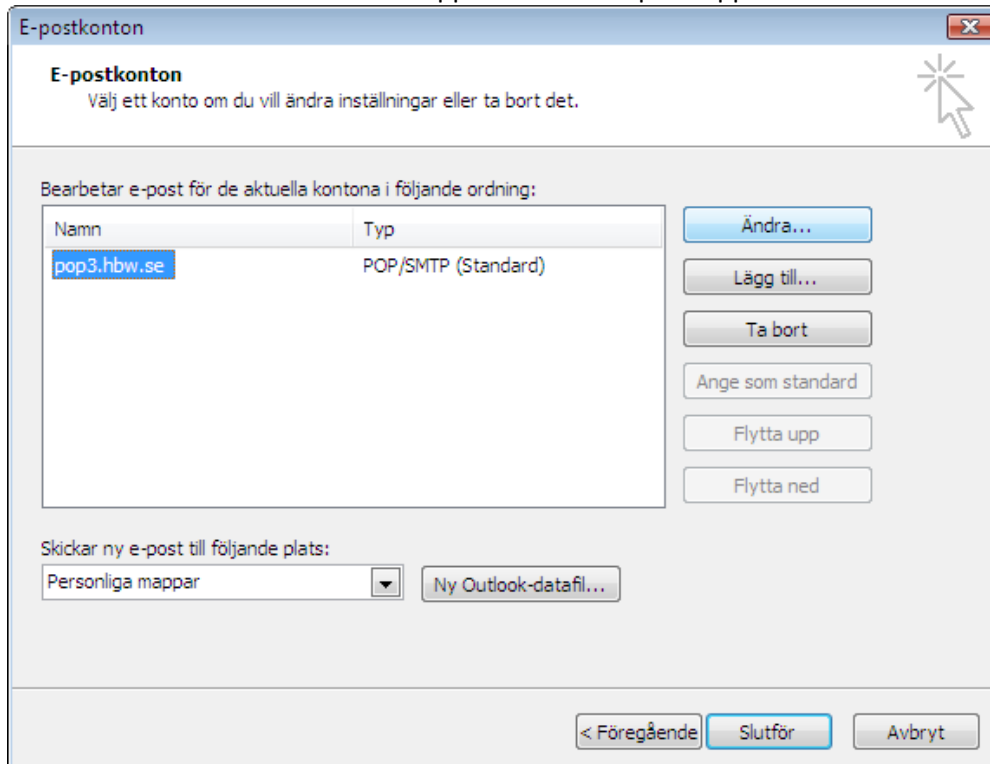 E-postkonton
E-postkonton
Välj ett konto om du vill ändra inställningar eller ta bort det.
Bearbetar e-post för de aktuella kontona i följande ordning:
Namn Typ
pop3.hbw.se POP/SMTP (Standard)
Ändra...
Lägg till...
Ta bort
Ange som standard
Flytta upp
Flytta ned
Skickar ny e-post till följande plats:
Personliga mappar Ny Outlook-datafil...
< Föregående Slutför Avbryt